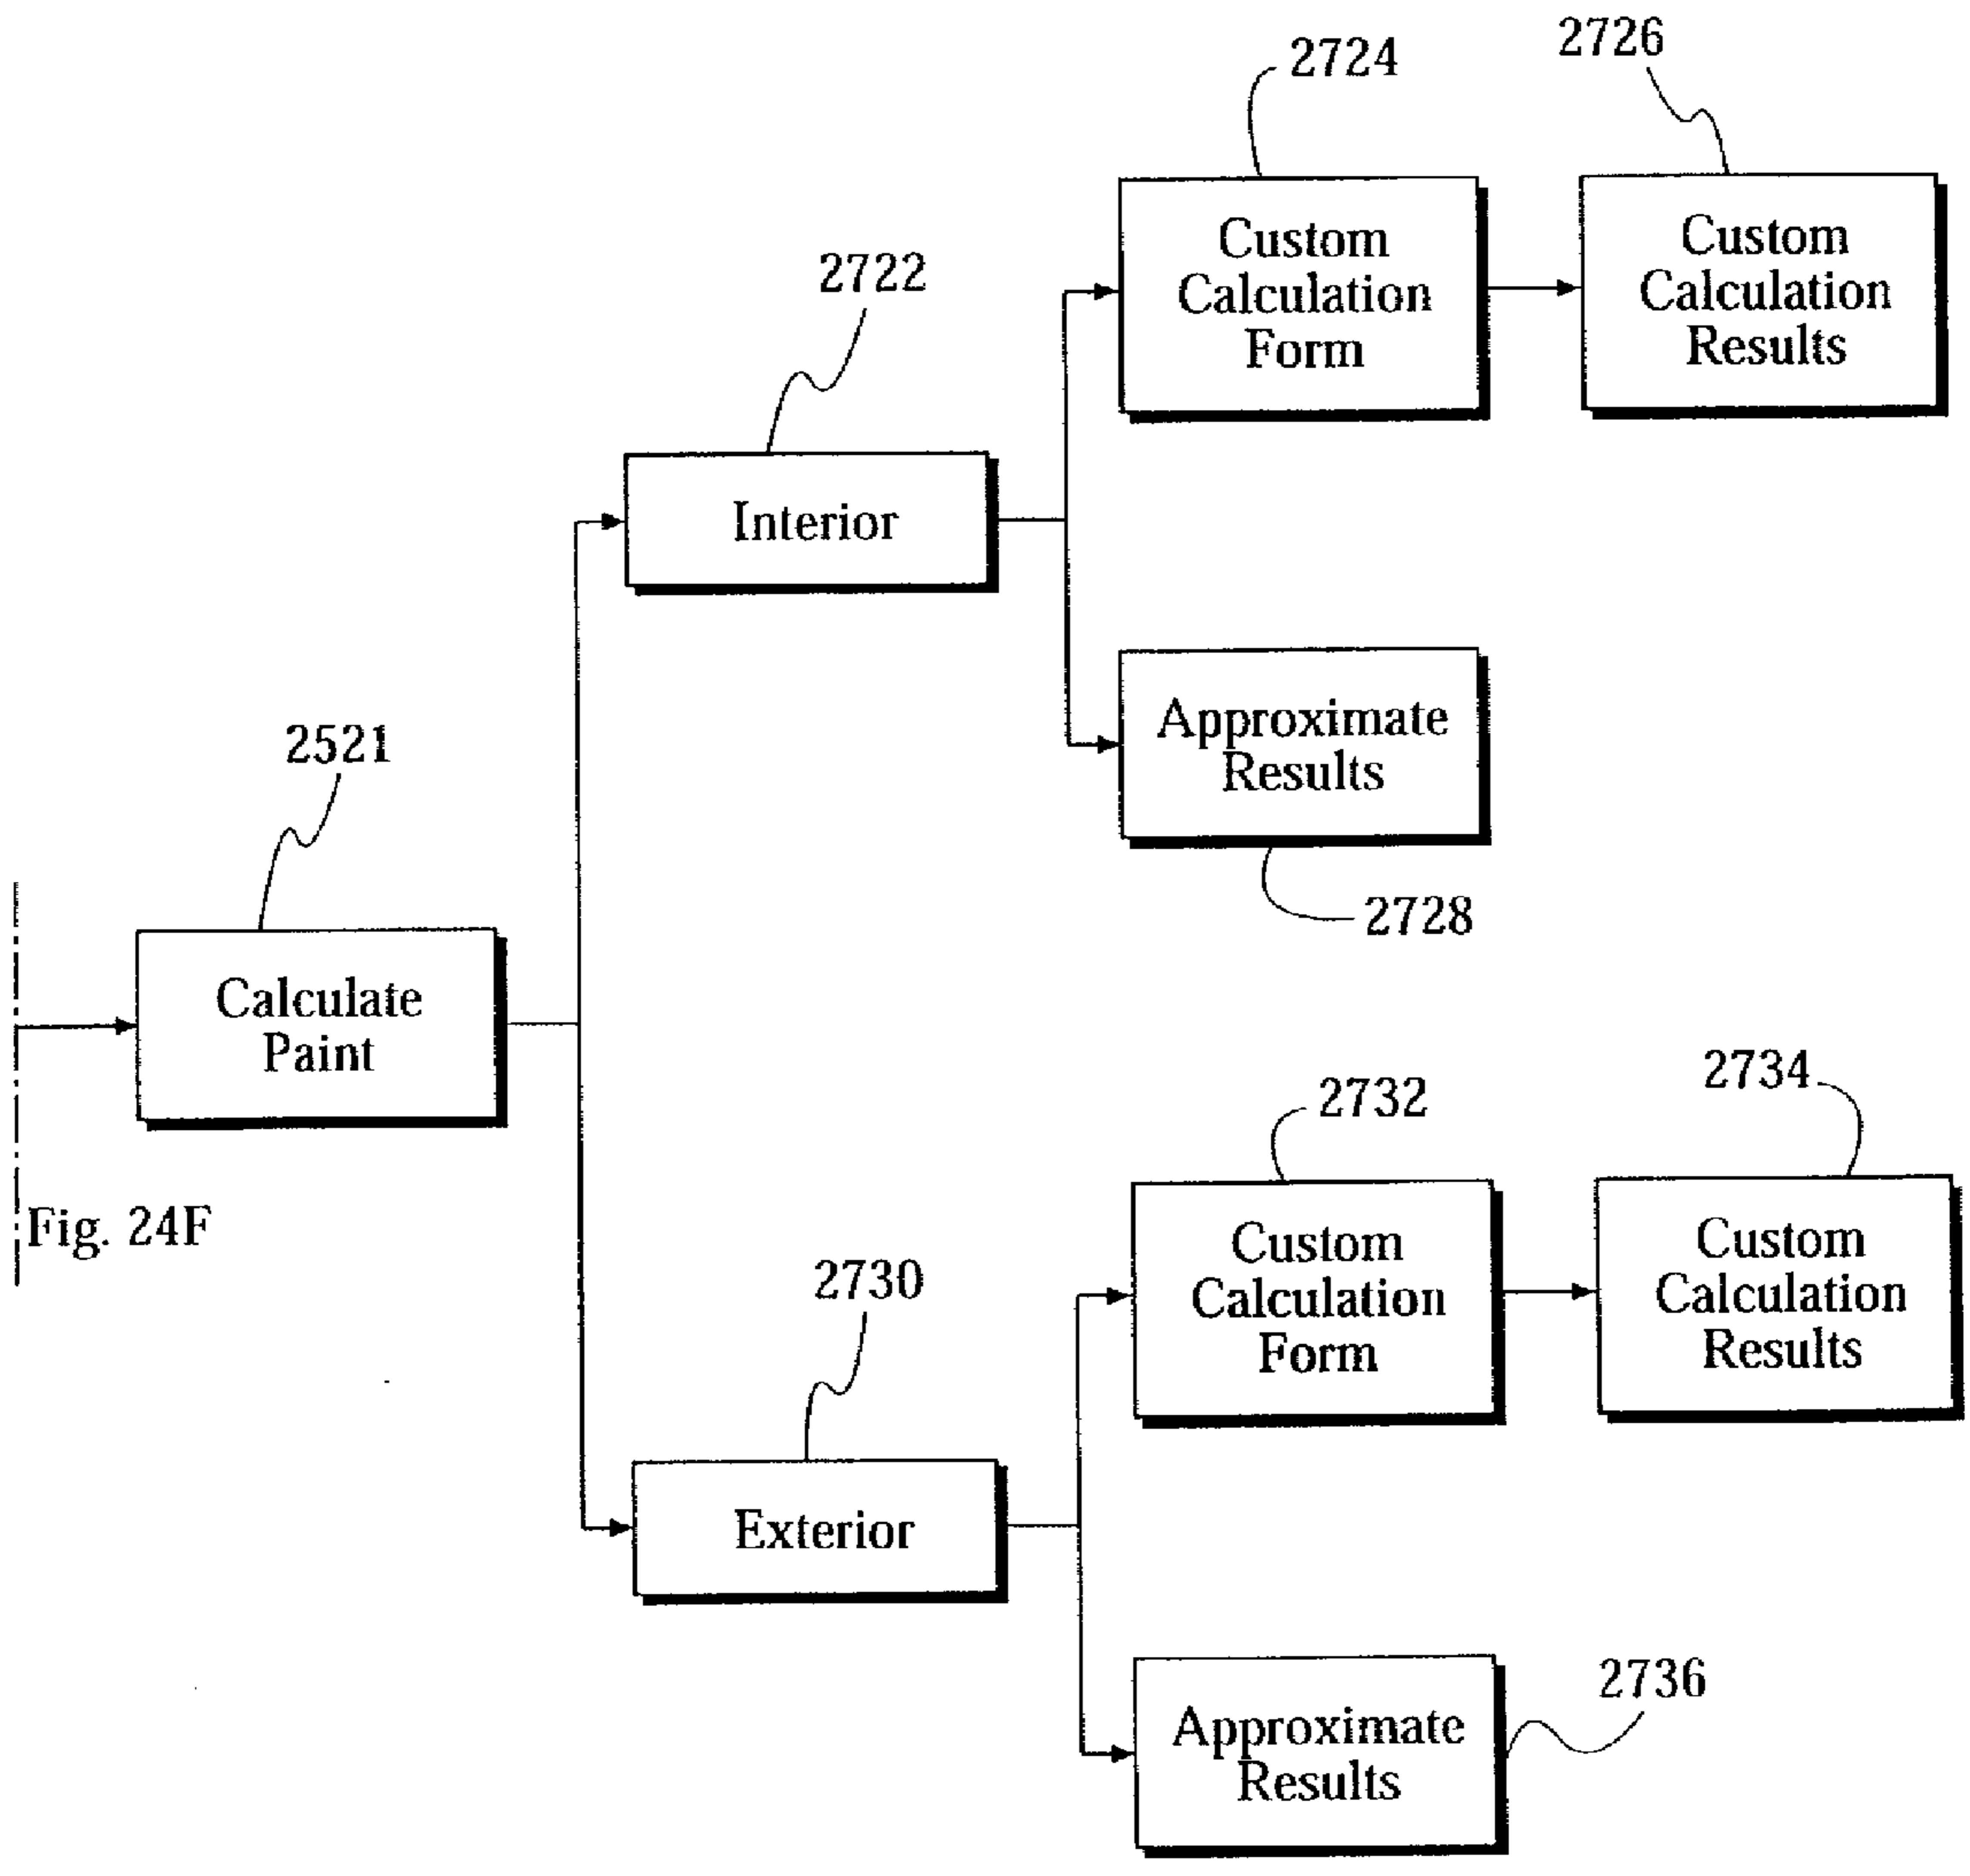 2724
2726
Custom
Calculation
Form
Custom
Calculation
Results
2722
Interior
Approximate
Results
2728
2521
Calculate
Paint
Fig. 24F
2732
2734
Custom
Calculation
Form
Custom
Calculation
Results
2730
Exterior
Approximate
Results
2736